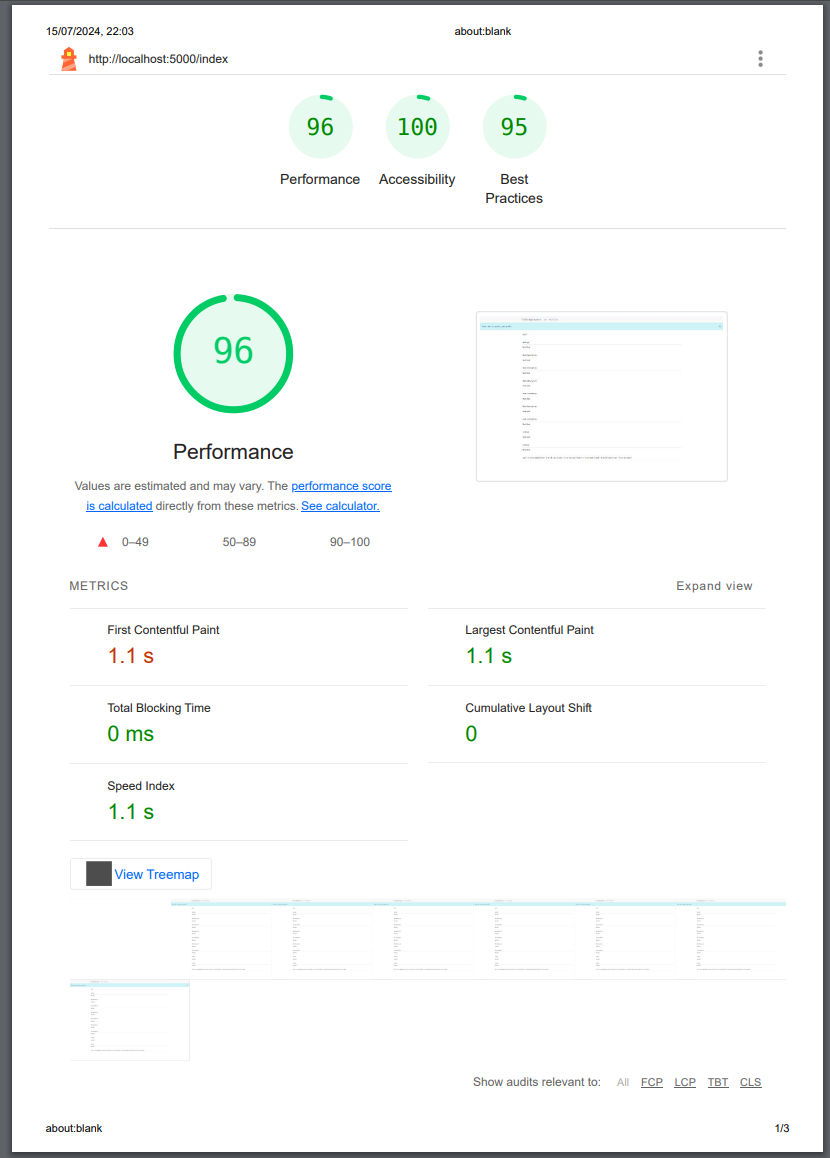 15/07/2024, 22:03
about:blank
http://localhost:5000/index
96
100
95
Performance
Accessibility
Best
Practices
96
Performance
Values are estimated and may vary. The performance score
is calculated directly from these metrics. See calculator.
0–49
50–89
90–100
METRICS
Expand view
First Contentful Paint
1.1 s
Largest Contentful Paint
1.1 s
Total Blocking Time
0 ms
Cumulative Layout Shift
0
Speed Index
1.1 s
View Treemap
Show audits relevant to: All FCP LCP TBT CLS
about:blank
1/3